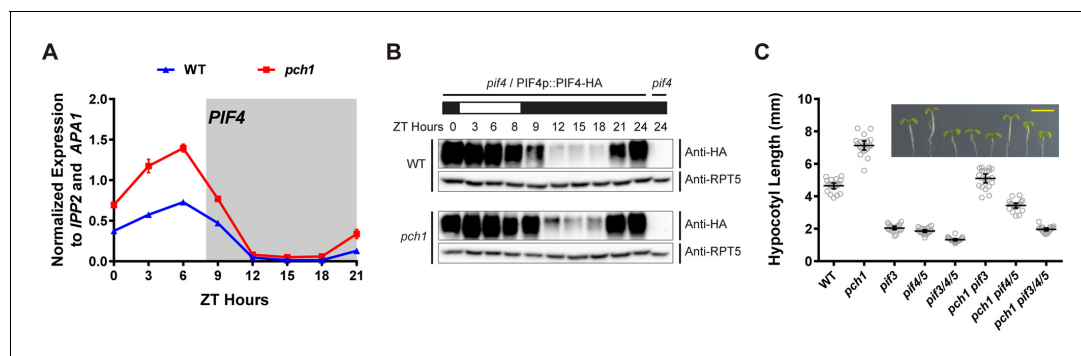 A
WT
pch1
Normalized Expression
to IPP2 and APA1
2.0
1.5
1.0
0.5
0.0
PIF4
0 3 6 9 12 15 18 21
ZT Hours
B
pif4 / PIF4p::PIF4-HA pif4
ZT Hours 0 3 6 8 9 12 15 18 21 24 24
WT
Anti-HA
Anti-RPT5
pch1
Anti-HA
Anti-RPT5
C
Hypocotyl Length (mm)
10
8
6
4
2
0
WT
pch1
pif3
pif4/5
pif3/4/5
pch1 pif3
pch1 pif4/5
pch1 pif3/4/5